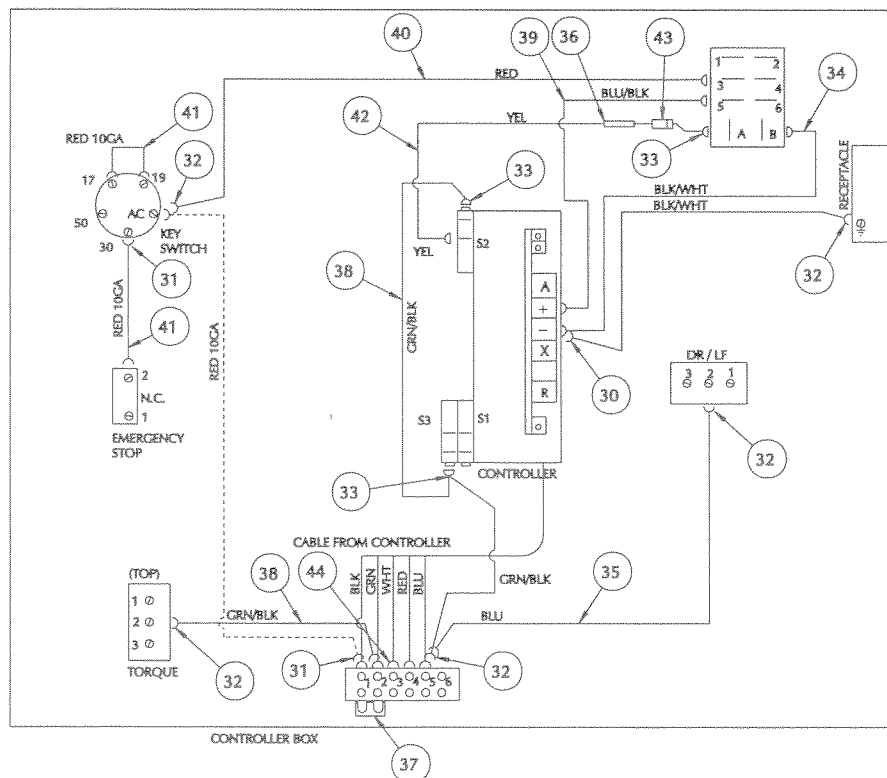 40
39
36
43
34
RED
BLU/BLK
YEL
1
2
3
4
5
6
A
B
41
RED 10GA
32
17
19
50
AC
30
KEY
SWITCH
42
33
33
BLK/WHT
BLK/WHT
RECEPTACLE
32
YEL
S2
31
38
GRN/BLK
RED 10GA
41
RED 10GA
A
+
−
X
R
30
2
N.C.
1
EMERGENCY
STOP
DR / LF
3
2
1
32
S3
S1
CONTROLLER
33
CABLE FROM CONTROLLER
(TOP)
1
2
3
TORQUE
38
44
BLK
GRN
WHT
RED
BLU
GRN/BLK
35
GRN/BLK
BLU
32
31
32
1
2
3
4
5
6
CONTROLLER BOX
37